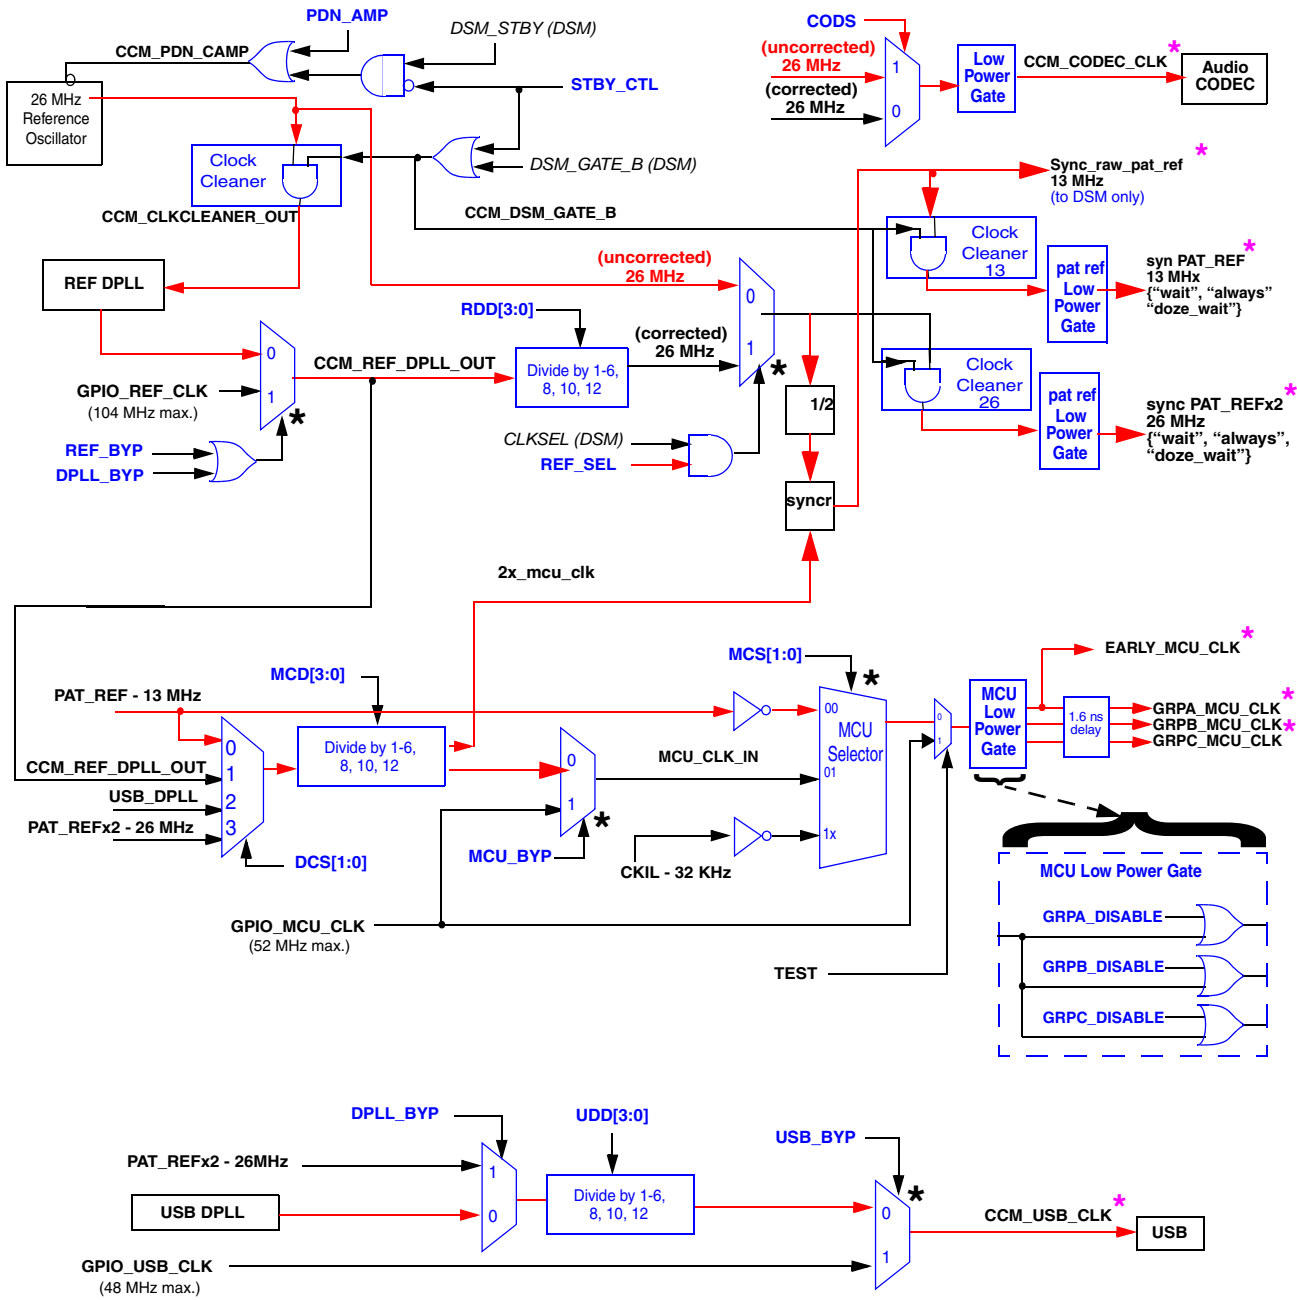 PDN_AMP
DSM_STBY (DSM)
CCM_PDN_CAMP
STBY_CTL
26 MHz
Reference
Oscillator
Clock
Cleaner
DSM_GATE_B (DSM)
CCM_CLKCLEANER_OUT
CCM_DSM_GATE_B
CODS
(uncorrected)
26 MHz
(corrected)
26 MHz
1
0
Low
Power
Gate
CCM_CODEC_CLK *
Audio
CODEC
Sync_raw_pat_ref *
13 MHz
(to DSM only)
Clock
Cleaner
13
pat ref
Low
Power
Gate
syn PAT_REF *
13 MHx
{“wait”, “always”
“doze_wait”}
REF DPLL
(uncorrected)
26 MHz
0
1
*
RDD[3:0]
(corrected)
26 MHz
Divide by 1-6,
8, 10, 12
0
1
*
CCM_REF_DPLL_OUT
GPIO_REF_CLK
(104 MHz max.)
REF_BYP
DPLL_BYP
CLKSEL (DSM)
REF_SEL
1/2
syncr
Clock
Cleaner
26
pat ref
Low
Power
Gate
sync PAT_REFx2 *
26 MHz
{“wait”, “always”,
“doze_wait”}
2x_mcu_clk
MCD[3:0]
MCS[1:0]
*
PAT_REF - 13 MHz
0
1
2
3
CCM_REF_DPLL_OUT
USB_DPLL
PAT_REFx2 - 26 MHz
DCS[1:0]
Divide by 1-6,
8, 10, 12
0
1
*
MCU_BYP
MCU_CLK_IN
CKIL - 32 KHz
00
MCU
Selector
01
1x
0
1
MCU
Low
Power
Gate
EARLY_MCU_CLK *
1.6 ns
delay
GRPA_MCU_CLK *
GRPB_MCU_CLK *
GRPC_MCU_CLK
GPIO_MCU_CLK
(52 MHz max.)
TEST
MCU Low Power Gate
GRPA_DISABLE
GRPB_DISABLE
GRPC_DISABLE
DPLL_BYP
UDD[3:0]
USB_BYP
PAT_REFx2 - 26MHz
1
0
USB DPLL
Divide by 1-6,
8, 10, 12
0
1
*
CCM_USB_CLK *
USB
GPIO_USB_CLK
(48 MHz max.)